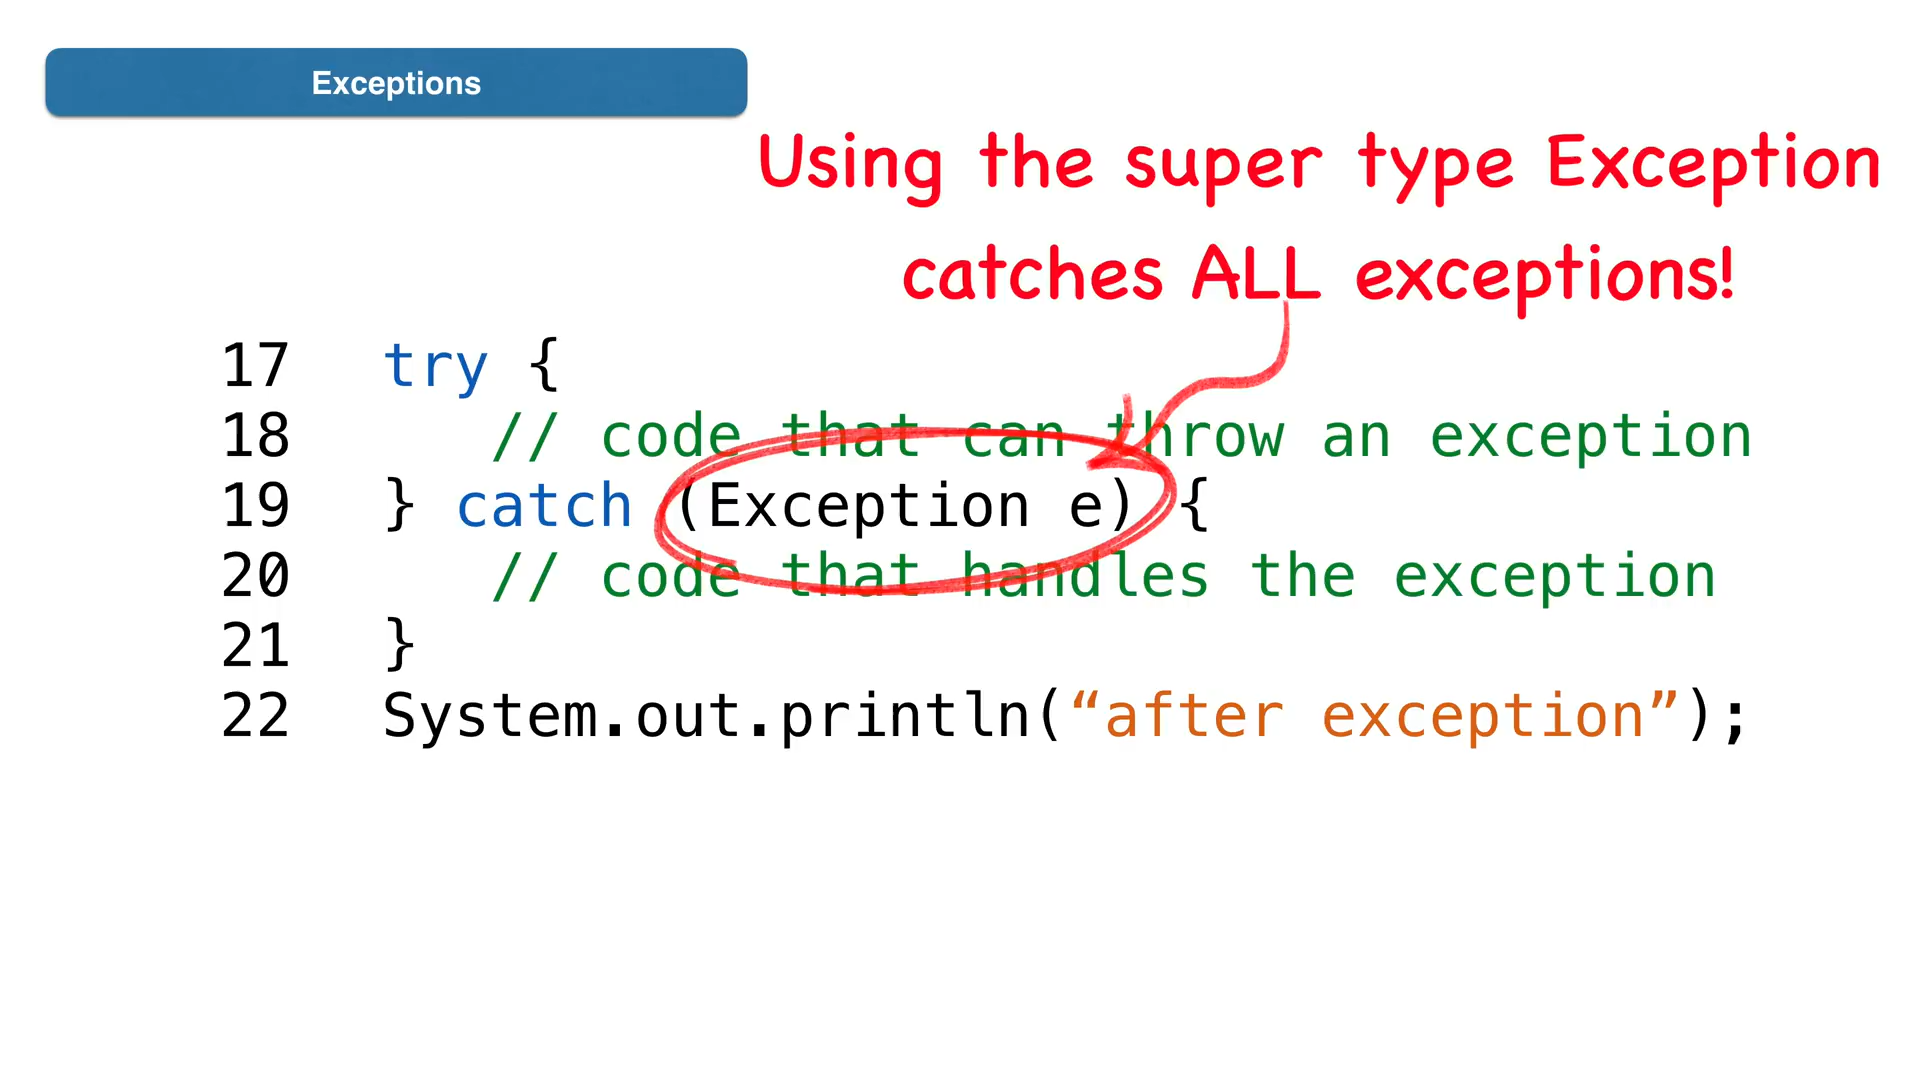 Exceptions
Using the super type Exception
catches ALL exceptions!
17 try {
18 // code that can throw an exception
19 } catch (Exception e) {
20 // code that handles the exception
21 }
22 System.out.println(“after exception”);